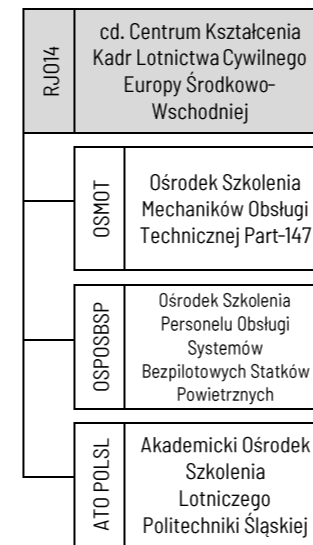 RJO14
cd. Centrum Kształcenia
Kadr Lotnictwa Cywilnego
Europy Środkowo-
Wschodniej
OSMOT
Ośrodek Szkolenia
Mechaników Obsługi
Technicznej Part-147
OSPOSBSP
Ośrodek Szkolenia
Personelu Obsługi
Systemów
Bezpilotowych Statków
Powietrznych
ATO POLSL
Akademicki Ośrodek
Szkolenia
Lotniczego
Politechniki Śląskiej